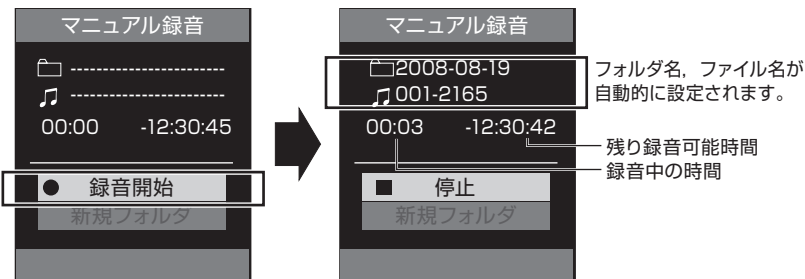 マニュアル録音
-----------------------
-----------------------
00:00 -12:30:45
● 録音開始
新規フォルダ
マニュアル録音
2008-08-19
001-2165
00:03 -12:30:42
■ 停止
新規フォルダ
フォルダ名，ファイル名が
自動的に設定されます。
残り録音可能時間
録音中の時間